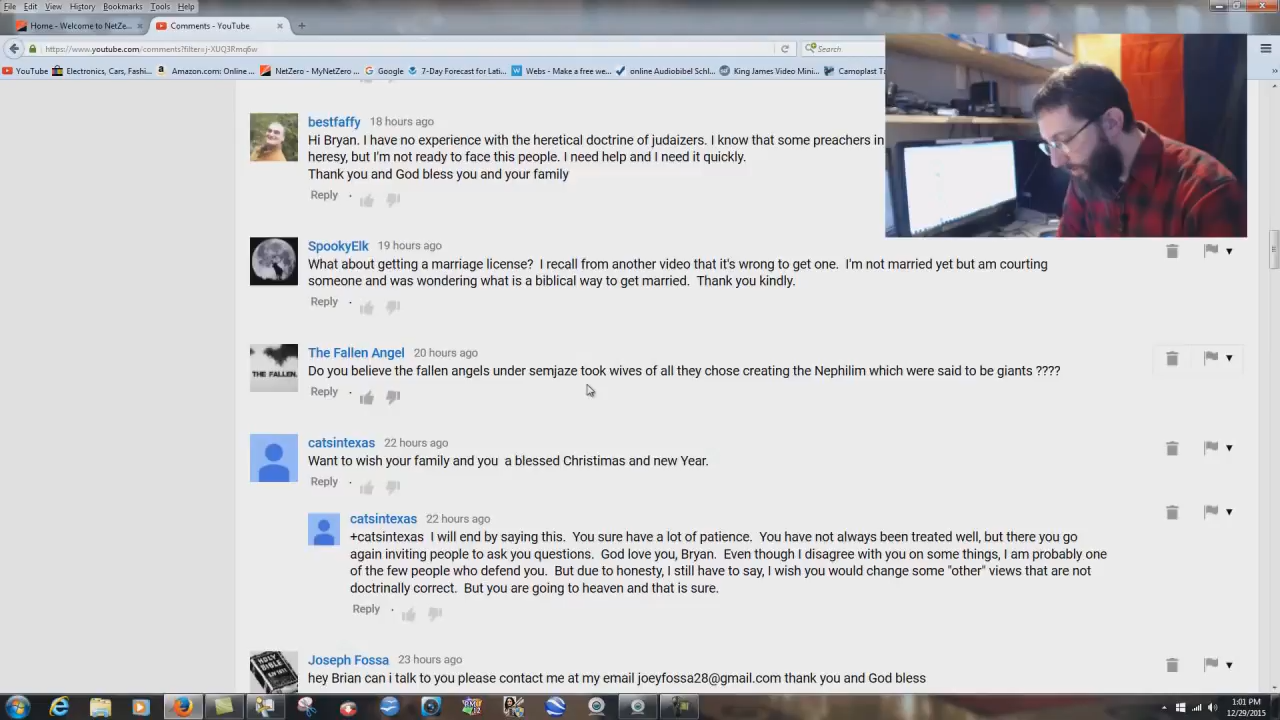 File Edit View History Bookmarks Tools Help
Home - Welcome to NetZe... × Comments - YouTube × +
https://www.youtube.com/comments?filter=j-XUQ3Rmq6w Search
YouTube Electronics, Cars, Fashi... Amazon.com: Online ... NetZero - MyNetZero ... Google 7-Day Forecast for Lati... Webs - Make a free we... online Audiobibel Schl... King James Video Mini... Camoplast Ta
bestfaffy 18 hours ago
Hi Bryan. I have no experience with the heretical doctrine of judaizers. I know that some preachers in
heresy, but I'm not ready to face this people. I need help and I need it quickly.
Thank you and God bless you and your family
Reply
SpookyElk 19 hours ago
What about getting a marriage license? I recall from another video that it's wrong to get one. I'm not married yet but am courting
someone and was wondering what is a biblical way to get married. Thank you kindly.
Reply
The Fallen Angel 20 hours ago
THE FALLEN.
Do you believe the fallen angels under semjaze took wives of all they chose creating the Nephilim which were said to be giants ????
Reply
catsintexas 22 hours ago
Want to wish your family and you a blessed Chiristimas and new Year.
Reply
catsintexas 22 hours ago
+catsintexas I will end by saying this. You sure have a lot of patience. You have not always been treated well, but there you go
again inviting people to ask you questions. God love you, Bryan. Even though I disagree with you on some things, I am probably one
of the few people who defend you. But due to honesty, I still have to say, I wish you would change some "other" views that are not
doctrinally correct. But you are going to heaven and that is sure.
Reply
Joseph Fossa 23 hours ago
HOLY BIBLE
hey Brian can i talk to you please contact me at my email joeyfossa28@gmail.com thank you and God bless
1:01 PM
12/29/2015